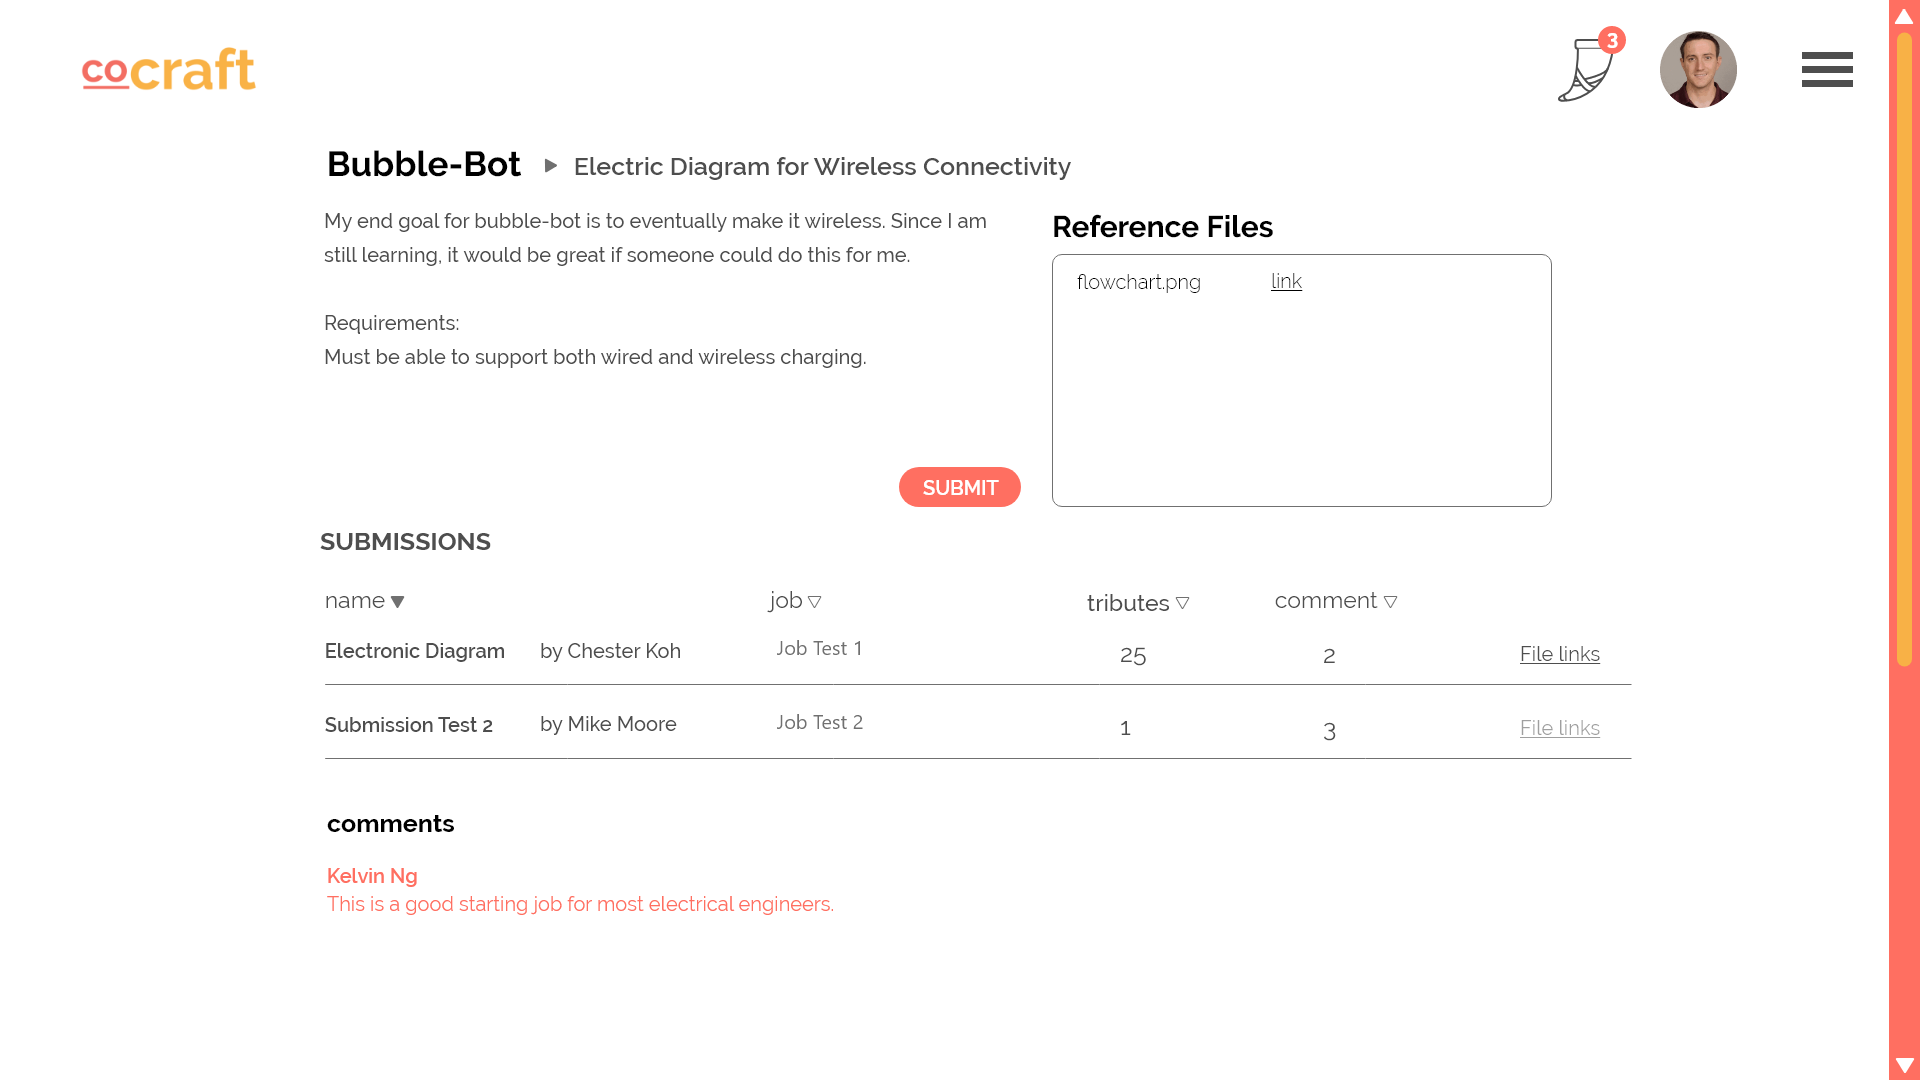 cocraft
3
Bubble-Bot
Electric Diagram for Wireless Connectivity
My end goal for bubble-bot is to eventually make it wireless. Since I am
still learning, it would be great if someone could do this for me.
Requirements:
Must be able to support both wired and wireless charging.
SUBMIT
Reference Files
flowchart.png link
SUBMISSIONS
name job tributes comment
Electronic Diagram by Chester Koh Job Test 1 25 2 File links
Submission Test 2 by Mike Moore Job Test 2 1 3 File links
comments
Kelvin Ng
This is a good starting job for most electrical engineers.